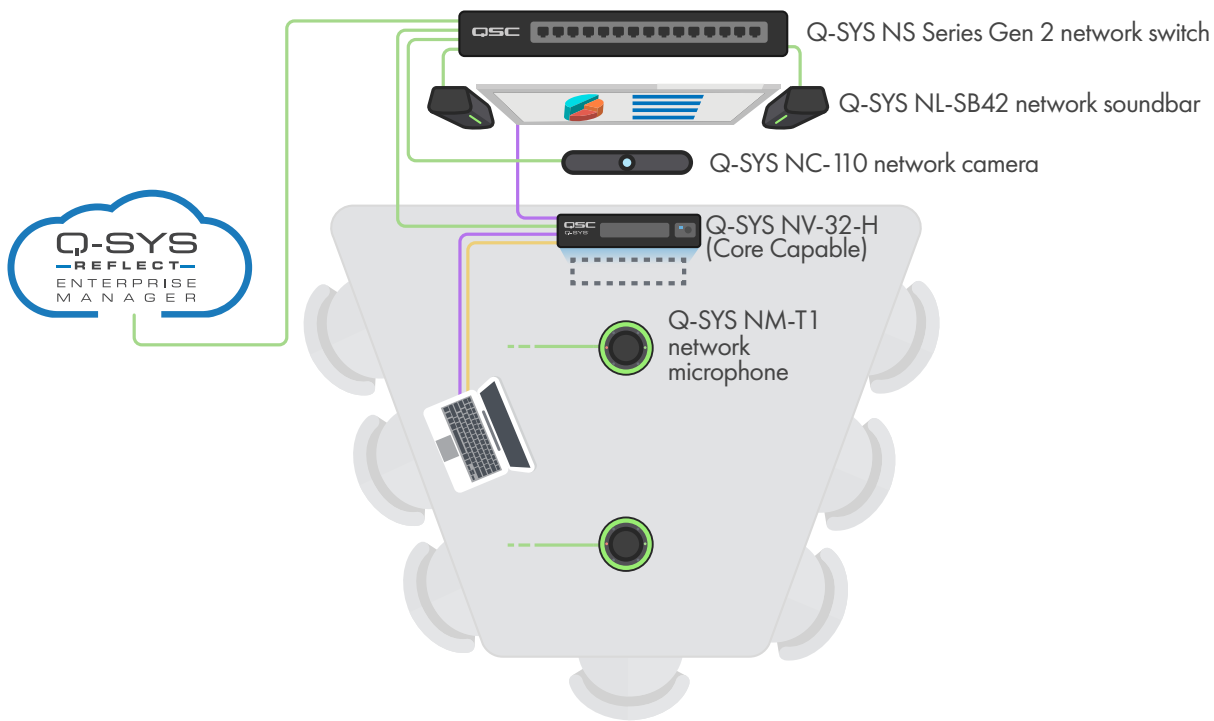 QSC
Q-SYS NS Series Gen 2 network switch
Q-SYS NL-SB42 network soundbar
Q-SYS NC-110 network camera
Q-SYS
REFLECT
ENTERPRISE
MANAGER
QSC
Q-SYS
Q-SYS NV-32-H
(Core Capable)
Q-SYS NM-T1
network
microphone